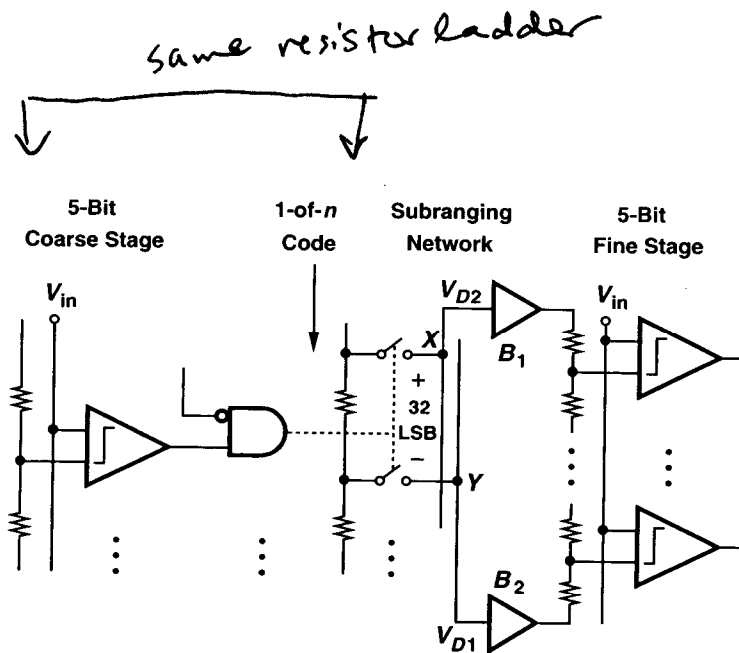 same resistor ladder
5-Bit
Coarse Stage
1-of-n
Code
Subranging
Network
5-Bit
Fine Stage
Vin
VD2
Vin
X
B1
+
32
LSB
−
Y
B2
VD1